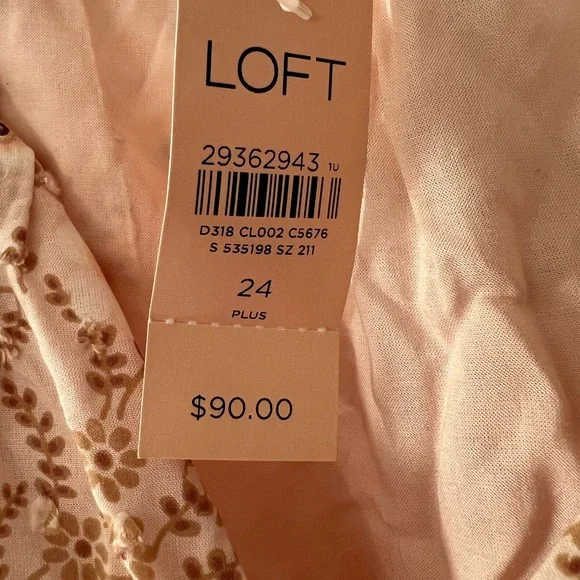 LOFT
29362943 1U
D318 CL002 C5676
S 535198 SZ 211
24
PLUS
$90.00